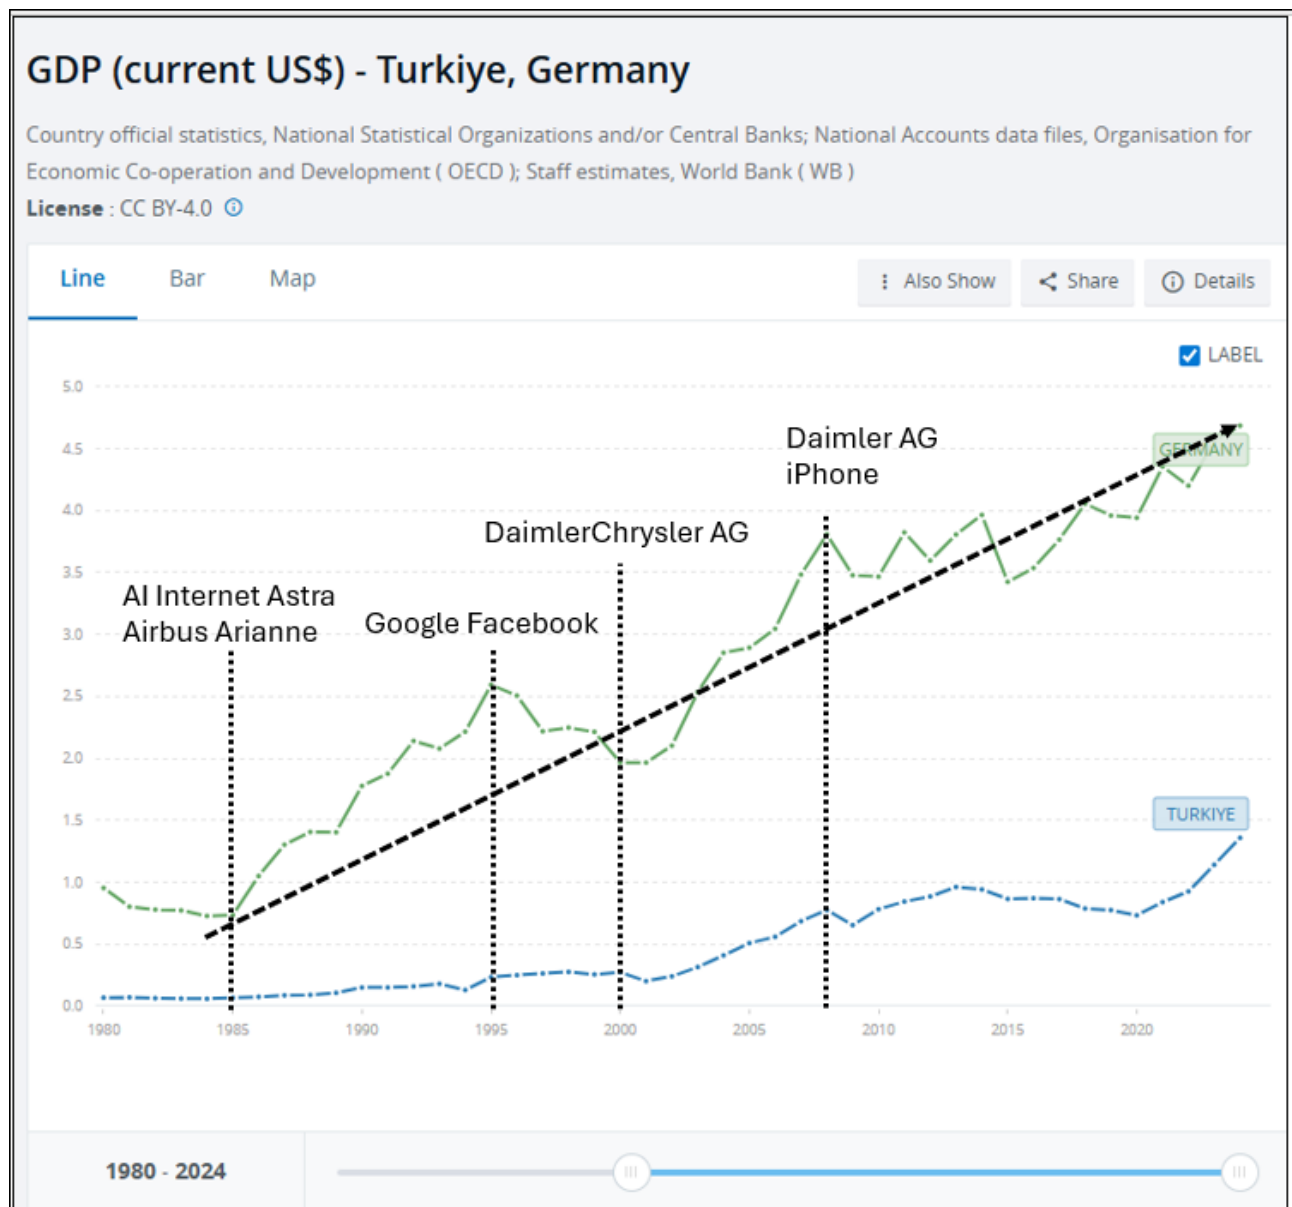 GDP (current US$) - Turkiye, Germany
Country official statistics, National Statistical Organizations and/or Central Banks; National Accounts data files, Organisation for
Economic Co-operation and Development ( OECD ); Staff estimates, World Bank ( WB )
License : CC BY-4.0
Line Bar Map Also Show Share Details
LABEL
5.0
4.5
4.0
3.5
3.0
2.5
2.0
1.5
1.0
0.5
0.0
Daimler AG
iPhone
GERMANY
DaimlerChrysler AG
AI Internet Astra
Airbus Arianne
Google Facebook
TURKIYE
1980 1985 1990 1995 2000 2005 2010 2015 2020
1980 - 2024